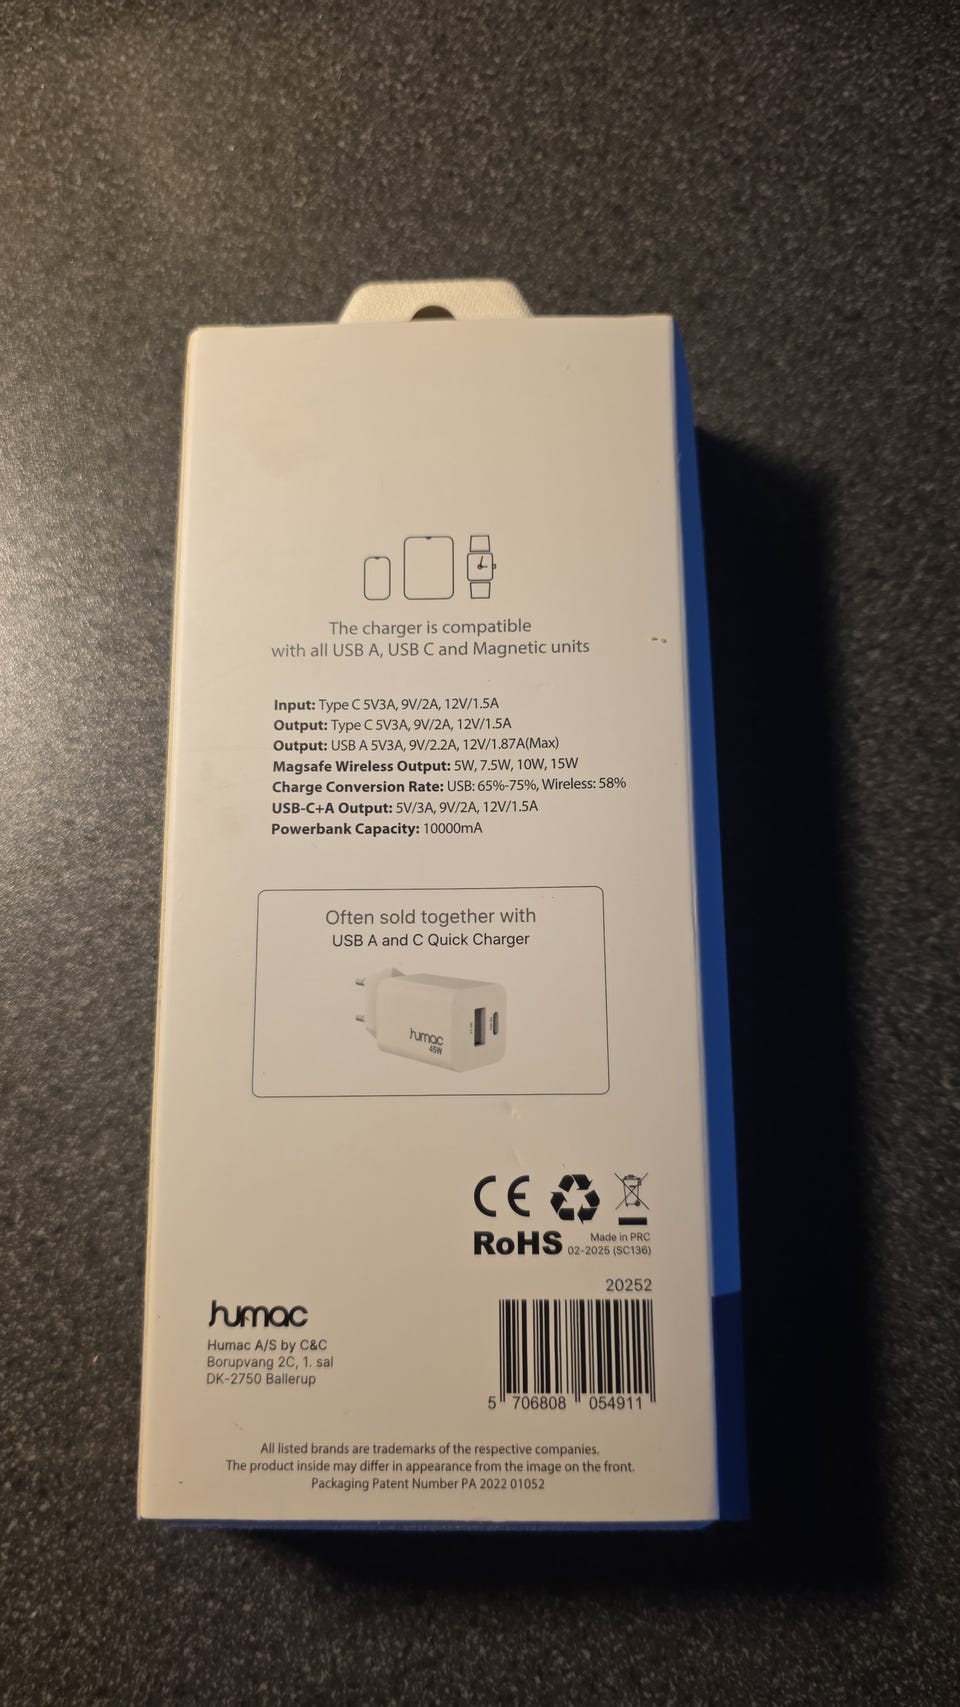 The charger is compatible
with all USB A, USB C and Magnetic units
Input: Type C 5V3A, 9V/2A, 12V/1.5A
Output: Type C 5V3A, 9V/2A, 12V/1.5A
Output: USB A 5V3A, 9V/2.2A, 12V/1.87A(Max)
Magsafe Wireless Output: 5W, 7.5W, 10W, 15W
Charge Conversion Rate: USB: 65%-75%, Wireless: 58%
USB-C+A Output: 5V/3A, 9V/2A, 12V/1.5A
Powerbank Capacity: 10000mA
Often sold together with
USB A and C Quick Charger
humac
45W
CE
RoHS
Made in PRC
02-2025 (SC136)
20252
humac
Humac A/S by C&C
Borupvang 2C, 1. sal
DK-2750 Ballerup
5 706808 054911
All listed brands are trademarks of the respective companies.
The product inside may differ in appearance from the image on the front.
Packaging Patent Number PA 2022 01052